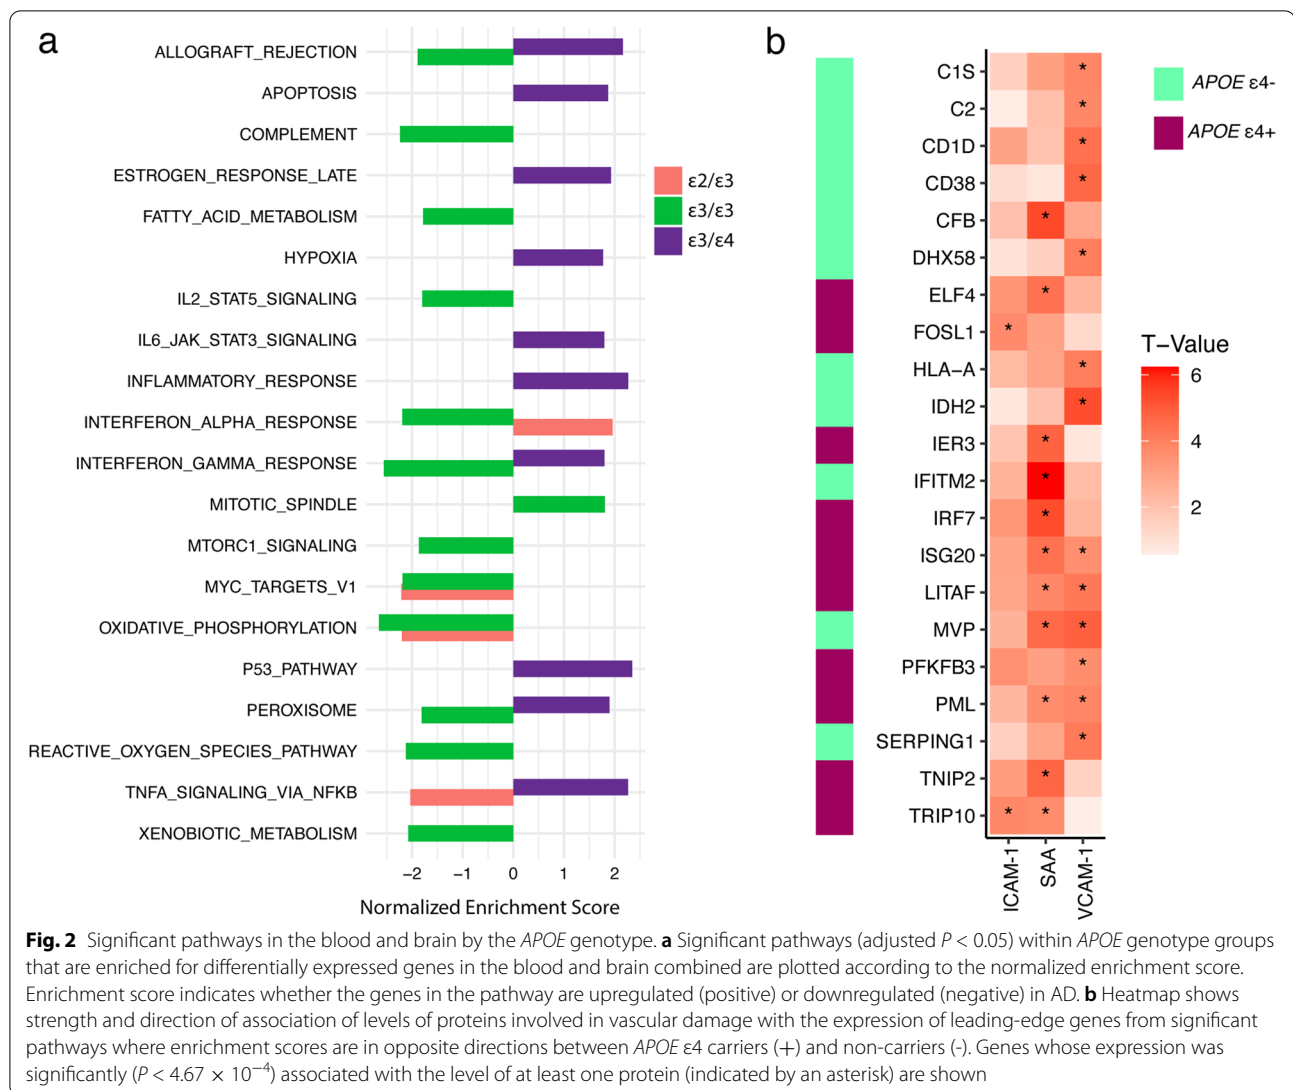 a
ALLOGRAFT_REJECTION
APOPTOSIS
COMPLEMENT
ESTROGEN_RESPONSE_LATE
FATTY_ACID_METABOLISM
HYPOXIA
IL2_STAT5_SIGNALING
IL6_JAK_STAT3_SIGNALING
INFLAMMATORY_RESPONSE
INTERFERON_ALPHA_RESPONSE
INTERFERON_GAMMA_RESPONSE
MITOTIC_SPINDLE
MTORC1_SIGNALING
MYC_TARGETS_V1
OXIDATIVE_PHOSPHORYLATION
P53_PATHWAY
PEROXISOME
REACTIVE_OXYGEN_SPECIES_PATHWAY
TNFA_SIGNALING_VIA_NFKB
XENOBIOTIC_METABOLISM
−2 −1 0 1 2
Normalized Enrichment Score
ε2/ε3
ε3/ε3
ε3/ε4
b
C1S *
C2 *
CD1D *
CD38 *
CFB *
DHX58 *
ELF4 *
FOSL1 *
HLA−A *
IDH2 *
IER3 *
IFITM2 *
IRF7 *
ISG20 * *
LITAF * *
MVP * *
PFKFB3 *
PML * *
SERPING1 *
TNIP2 *
TRIP10 * *
ICAM-1
SAA
VCAM-1
APOE ε4-
APOE ε4+
T−Value
6
4
2
Fig. 2 Significant pathways in the blood and brain by the APOE genotype. a Significant pathways (adjusted P < 0.05) within APOE genotype groups
that are enriched for differentially expressed genes in the blood and brain combined are plotted according to the normalized enrichment score.
Enrichment score indicates whether the genes in the pathway are upregulated (positive) or downregulated (negative) in AD. b Heatmap shows
strength and direction of association of levels of proteins involved in vascular damage with the expression of leading-edge genes from significant
pathways where enrichment scores are in opposite directions between APOE ε4 carriers (+) and non-carriers (-). Genes whose expression was
significantly (P < 4.67 × 10⁻⁴) associated with the level of at least one protein (indicated by an asterisk) are shown